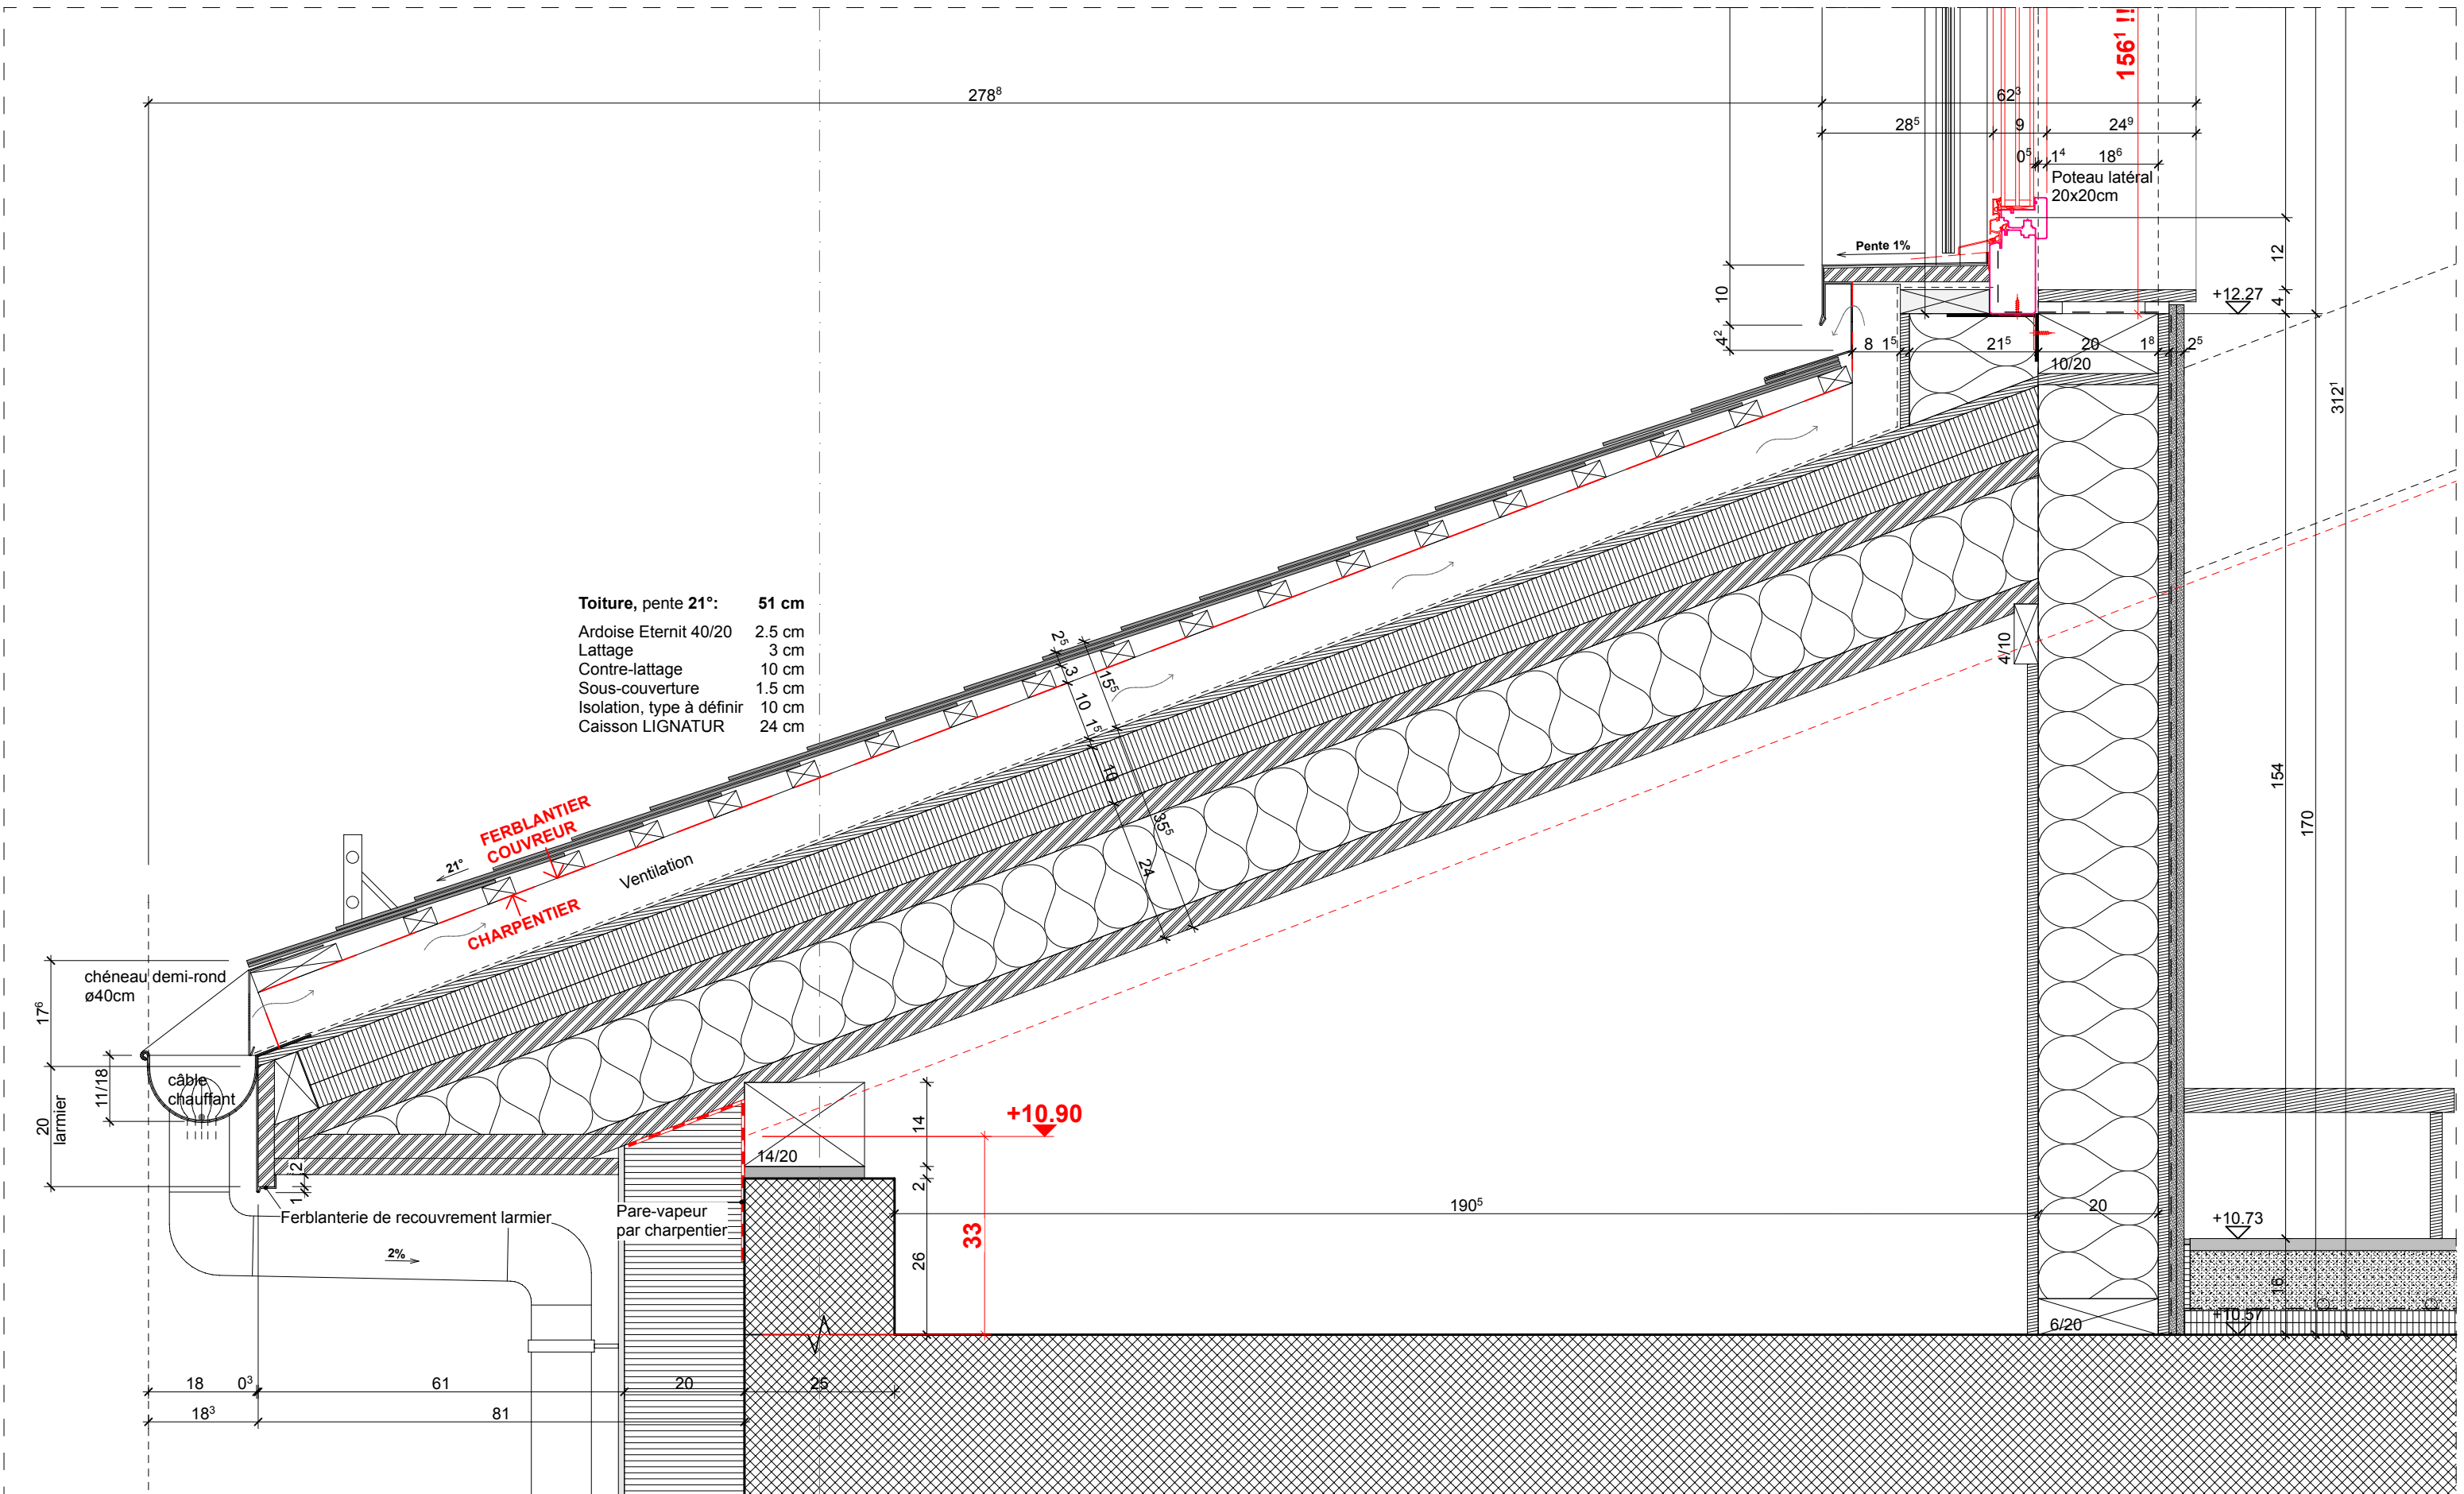 156¹ !!
278⁸
62³
28⁵ 9 24⁹
0⁵ 1⁴ 18⁶
Poteau latéral
20x20cm
Pente 1%
12
10
4
+12.27
4²
8 1⁵ 21⁵ 20 1⁸ 2⁵
10/20
312¹
Toiture, pente 21°: 51 cm
Ardoise Eternit 40/20 2.5 cm
Lattage 3 cm
Contre-lattage 10 cm
Sous-couverture 1.5 cm
Isolation, type à définir 10 cm
Caisson LIGNATUR 24 cm
2⁵
3
15⁵
10
1⁵
10
35⁵
24
4/10
154
170
FERBLANTIER
COUVREUR
21°
Ventilation
CHARPENTIER
chéneau demi-rond
ø40cm
17⁶
câble
chauffant
11/18
20
larmier
2
1
+10.90
14
14/20
2
33
26
Ferblanterie de recouvrement larmier
Pare-vapeur
par charpentier
190⁵
20
+10.73
2%
16
+10.57
6/20
18 0³ 61 20 25
18³ 81